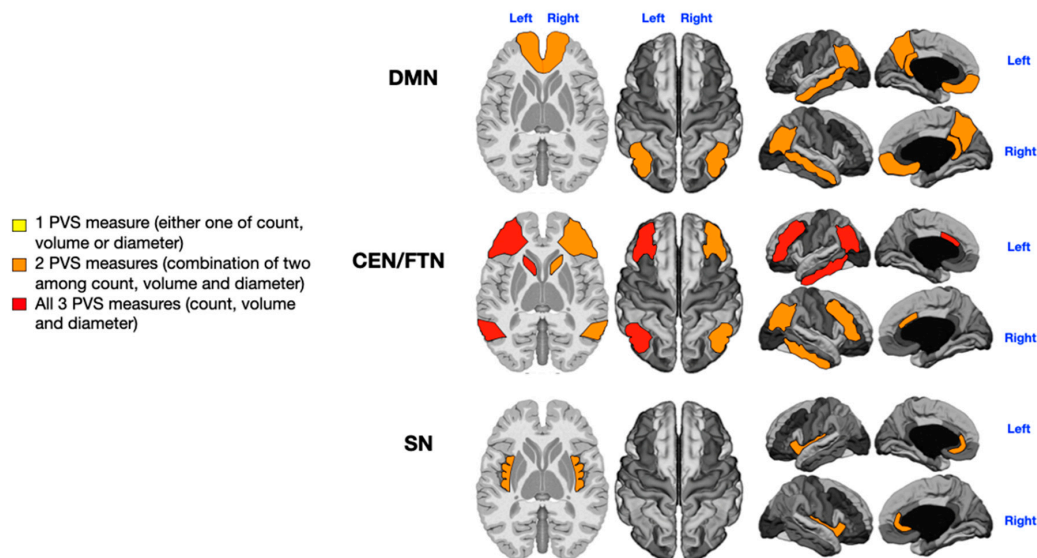 Left Right Left Right
DMN
Left
Right
1 PVS measure (either one of count,
volume or diameter)
2 PVS measures (combination of two
among count, volume and diameter)
All 3 PVS measures (count, volume
and diameter)
CEN/FTN
Left
Right
SN
Left
Right